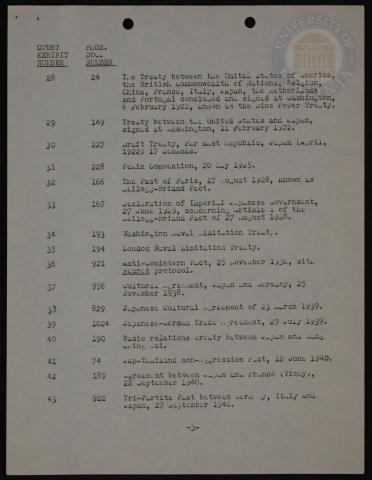 COURT EXHIBIT NUMBER PROS. DOC. NUMBER
28 24 The Treaty between the United States of America,
the British Commonwealth of Nations, Belgium,
China, France, Italy, Japan, the Netherlands
and Portugal concluded and signed at Washington,
6 February 1922, known as the Nine Power Treaty.
29 149 Treaty between the United States and Japan,
signed at Washington, 11 February 1922.
30 227 Draft Treaty, Far East Republic, Japan (April,
1922) 17 demands.
31 228 Pekin Convention, 20 1925.
32 166 The Pact of Paris, 27 August 1928, known as
Kellogg-Briand Pact.
33 167 Declaration of Imperial Japanese Government,
27 June 1929, concerning Article I of the
Kellogg-Briand Pact of 27 August 1928.
34 193 Washington Naval Limitation Treaty.
35 194 London Naval Limitation Treaty.
36 921 Anti-Comintern Pact, 25 November 1936, with
secret protocol.
37 956 Cultural Agreement, Japan and Germany, 25
November 1938.
38 829 Japanese Cultural Agreement of 23 March 1939.
39 1024 Japanese-German Trade Agreement, 29 July 1939.
40 190 Basic relations treaty between Japan and Wang
Ching Wei.
41 74 Jap-Thailand non-aggression Pact, 12 June 1940.
42 189 Agreement between Japan and France (Vichy),
22 September 1940.
43 922 Tri-Partite Pact between Germany, Italy and
Japan, 27 September 1940.
-3-
UNIVERSITY OF VIRGINIA